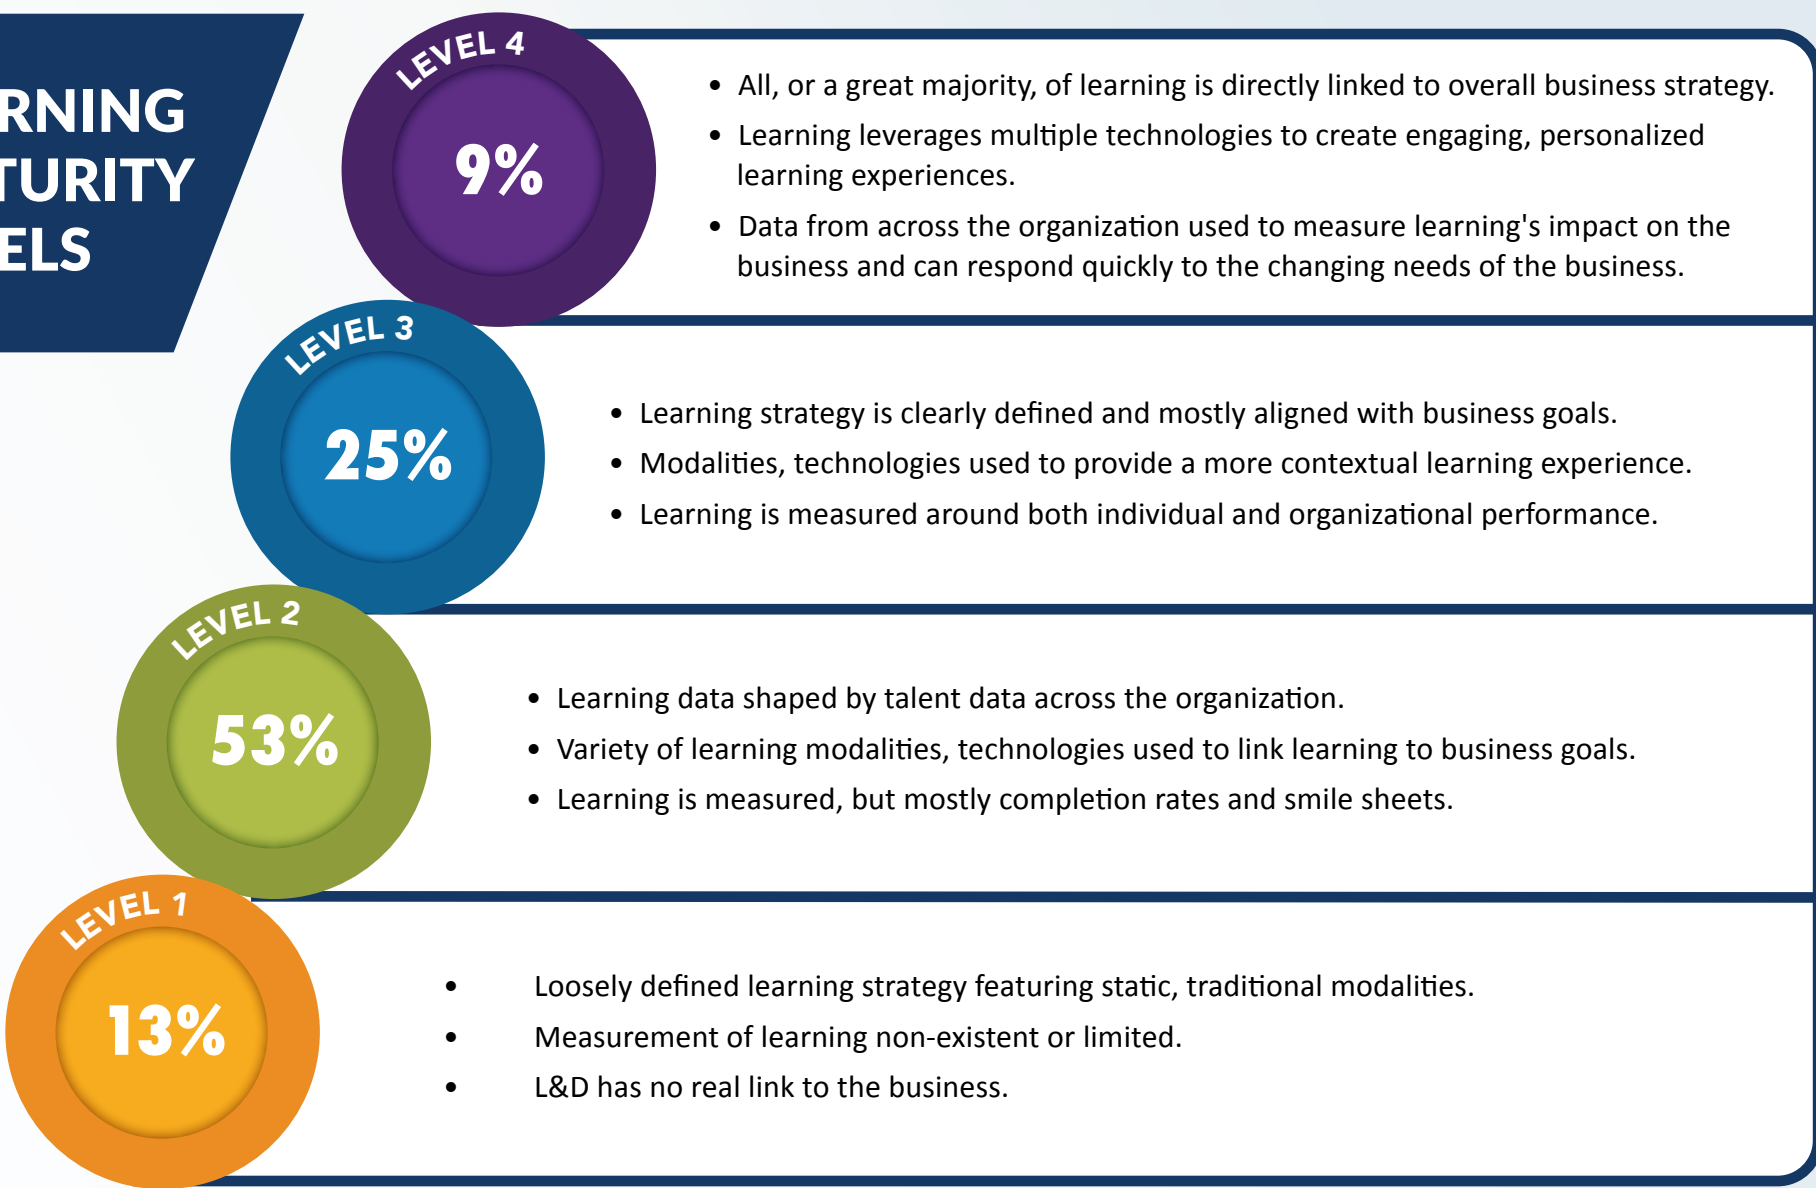 RNING
TURITY
ELS
LEVEL 4
9%
• All, or a great majority, of learning is directly linked to overall business strategy.
• Learning leverages multiple technologies to create engaging, personalized
learning experiences.
• Data from across the organization used to measure learning's impact on the
business and can respond quickly to the changing needs of the business.
LEVEL 3
25%
• Learning strategy is clearly defined and mostly aligned with business goals.
• Modalities, technologies used to provide a more contextual learning experience.
• Learning is measured around both individual and organizational performance.
LEVEL 2
53%
• Learning data shaped by talent data across the organization.
• Variety of learning modalities, technologies used to link learning to business goals.
• Learning is measured, but mostly completion rates and smile sheets.
LEVEL 1
13%
• Loosely defined learning strategy featuring static, traditional modalities.
• Measurement of learning non-existent or limited.
• L&D has no real link to the business.